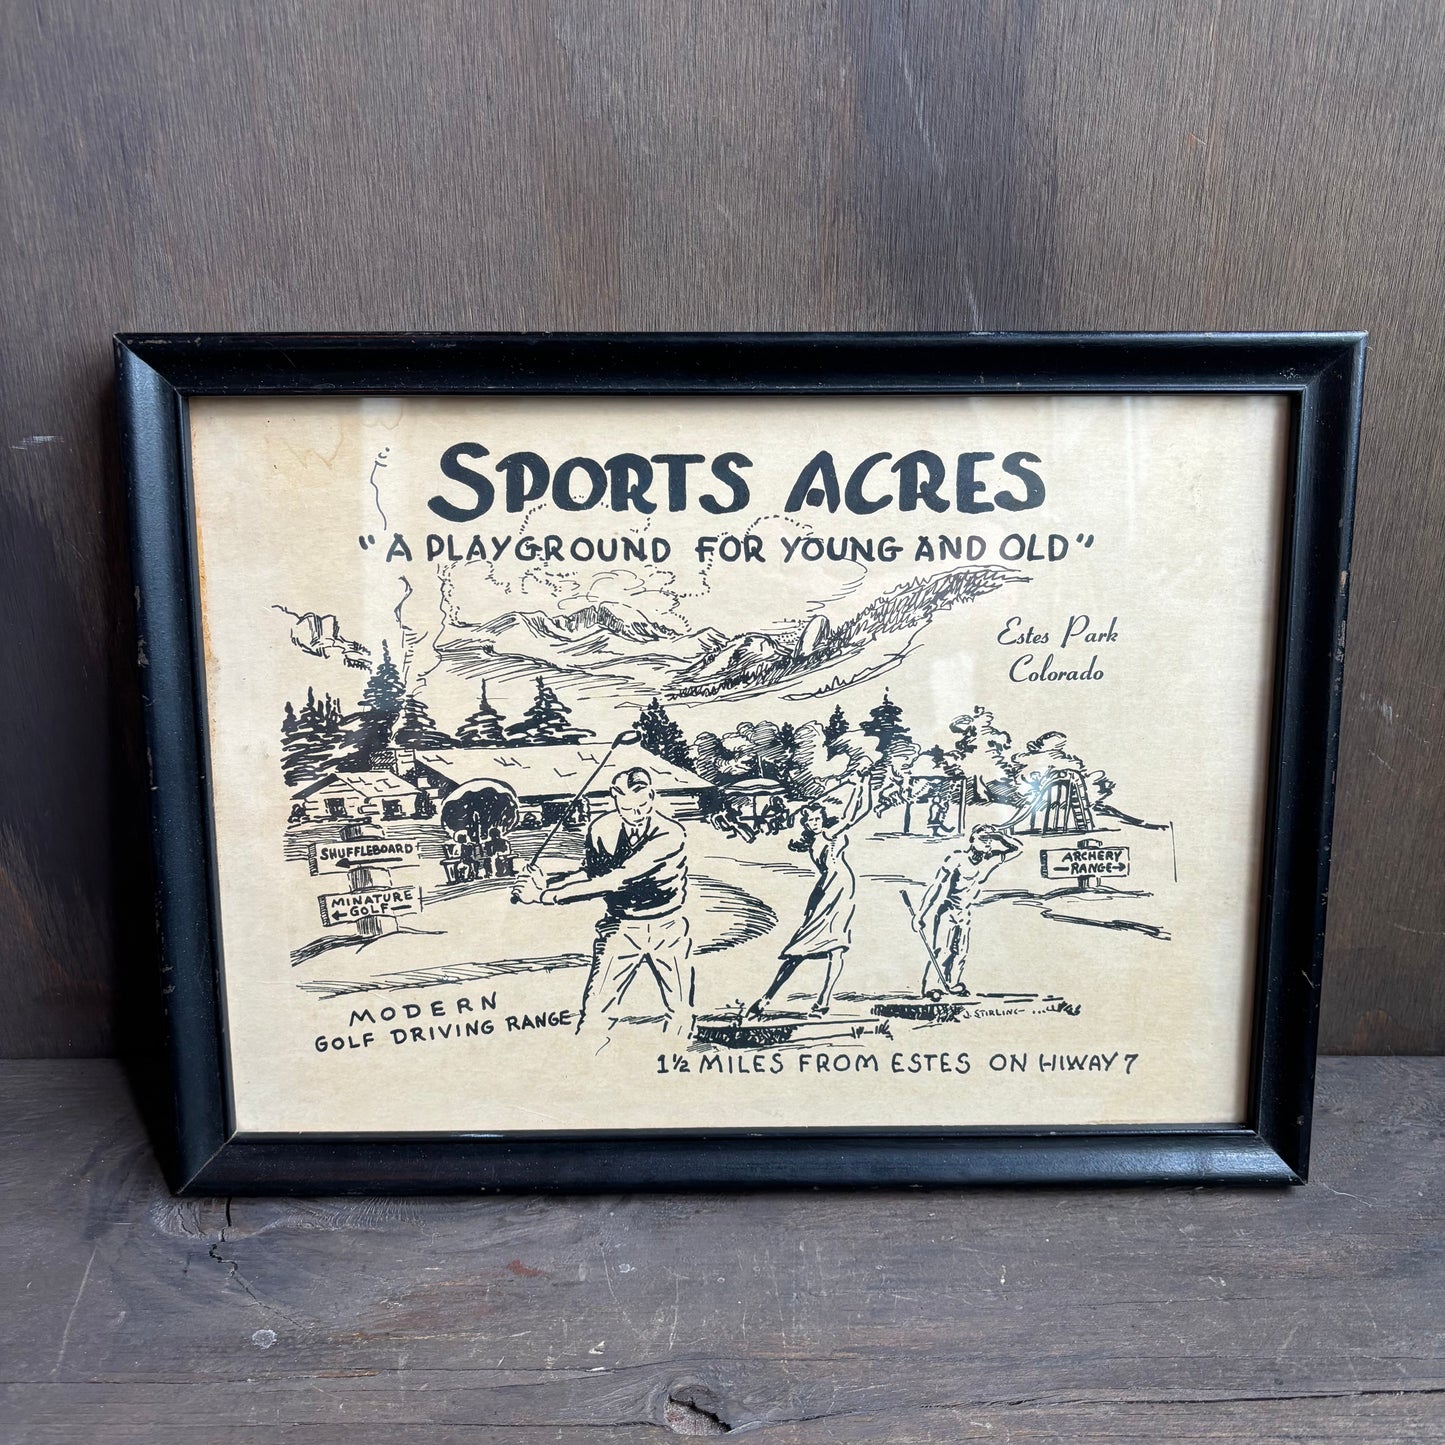 SPORTS ACRES
"A PLAYGROUND FOR YOUNG AND OLD"
Estes Park
Colorado
SHUFFLEBOARD
MINATURE
GOLF
ARCHERY
RANGE
MODERN
GOLF DRIVING RANGE
J. STIRLING
1½ MILES FROM ESTES ON HIWAY 7